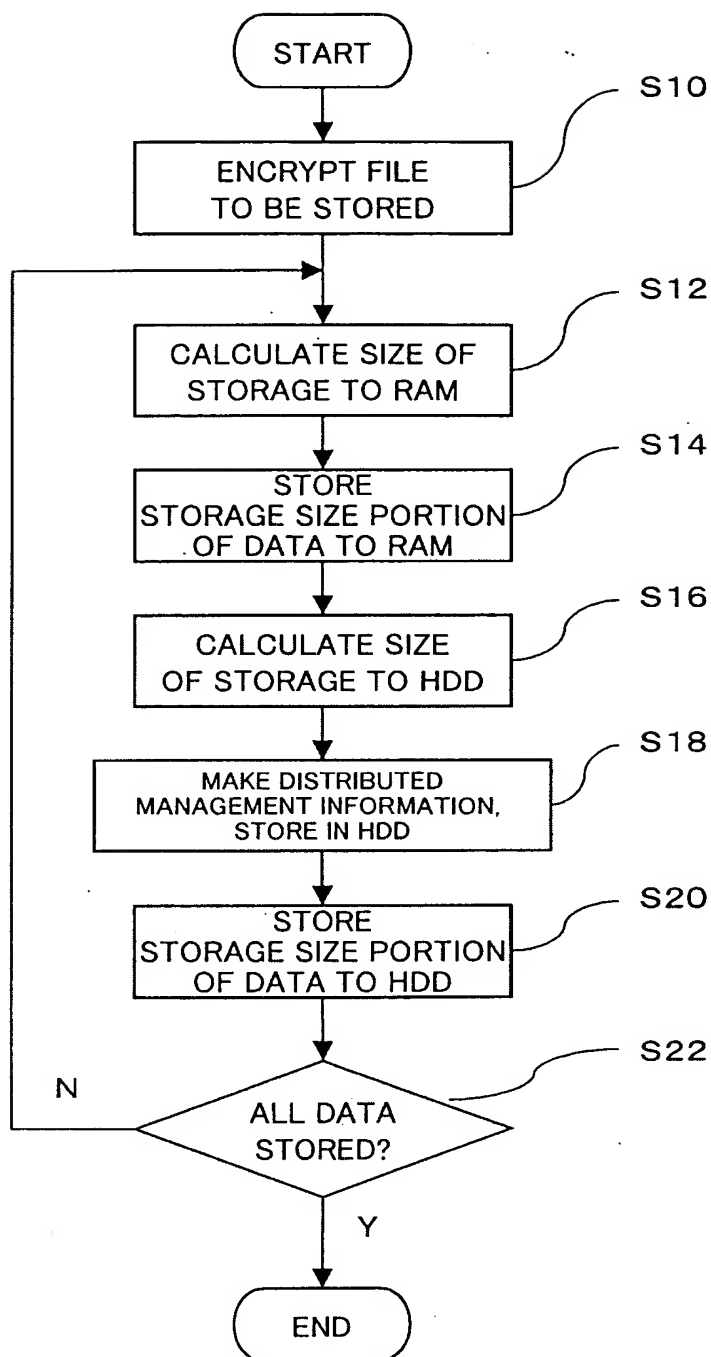 START
S10
ENCRYPT FILE
TO BE STORED
S12
CALCULATE SIZE OF
STORAGE TO RAM
S14
STORE
STORAGE SIZE PORTION
OF DATA TO RAM
S16
CALCULATE SIZE
OF STORAGE TO HDD
S18
MAKE DISTRIBUTED
MANAGEMENT INFORMATION,
STORE IN HDD
S20
STORE
STORAGE SIZE PORTION
OF DATA TO HDD
S22
N
ALL DATA
STORED?
Y
END